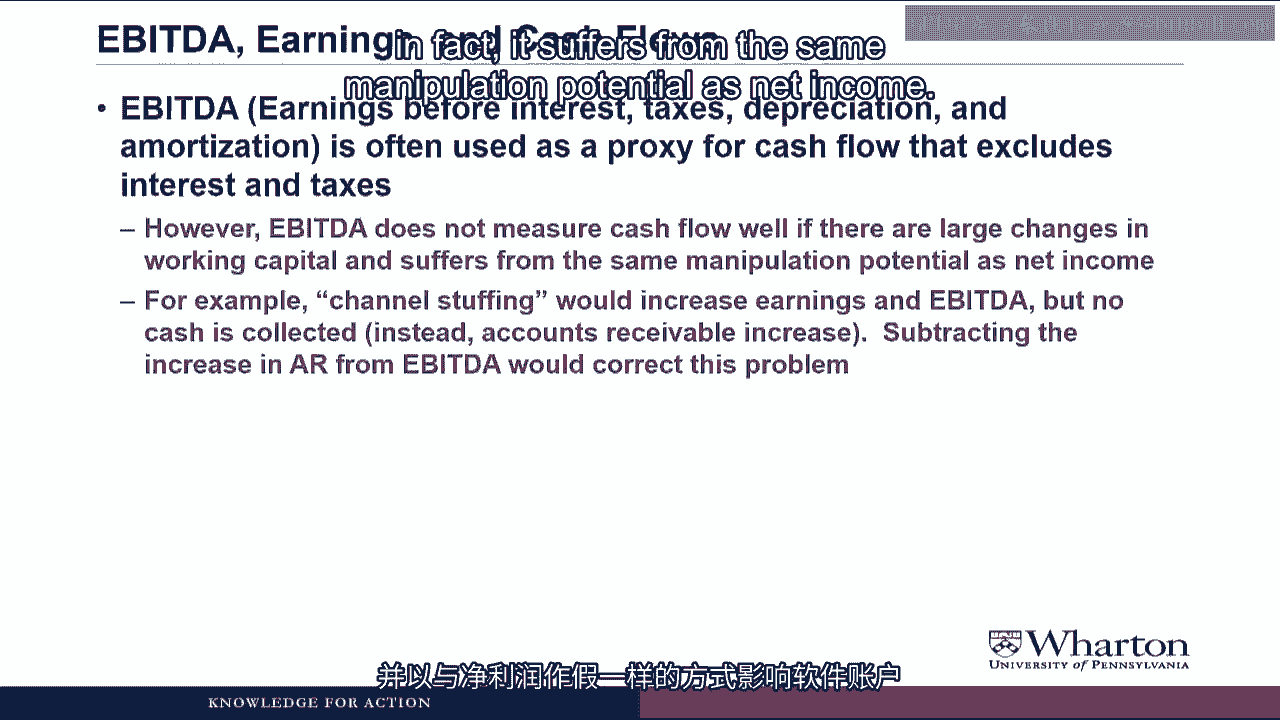 EBITDA, Earnings and Cash Flows
in fact, it suffers from the same
manipulation potential as net income.
• EBITDA (Earnings before interest, taxes, depreciation, and
amortization) is often used as a proxy for cash flow that excludes
interest and taxes
– However, EBITDA does not measure cash flow well if there are large changes in
working capital and suffers from the same manipulation potential as net income
– For example, “channel stuffing” would increase earnings and EBITDA, but no
cash is collected (instead, accounts receivable increase). Subtracting the
increase in AR from EBITDA would correct this problem
Wharton
UNIVERSITY of PENNSYLVANIA
并以与净利润作假一样的方式影响软件账户
KNOWLEDGE FOR ACTION